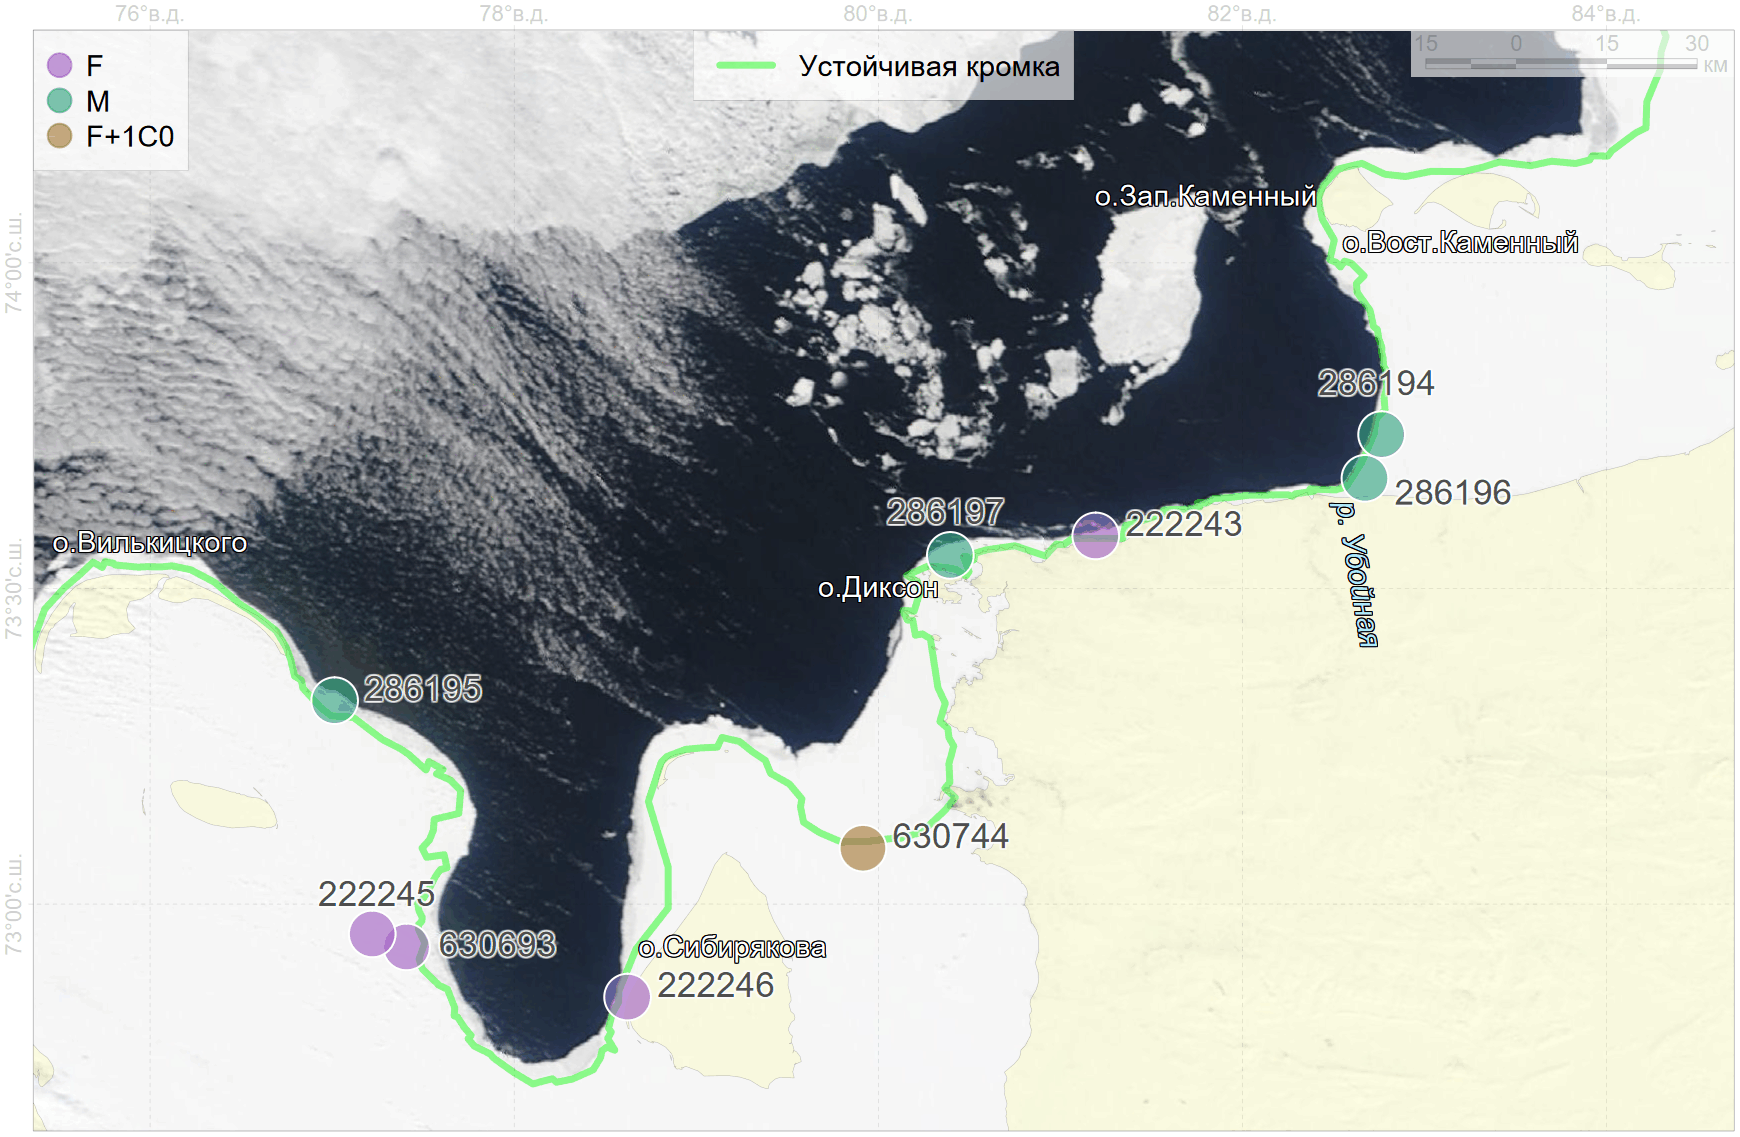 76°в.д.
78°в.д.
80°в.д.
82°в.д.
84°в.д.
F
M
F+1C0
Устойчивая кромка
15 0 15 30
км
74°00'с.ш.
73°30'с.ш.
73°00'с.ш.
о.Зап.Каменный
о.Вост.Каменный
286194
286196
р. Убойная
286197
222243
о.Диксон
о.Вилькицкого
286195
630744
222245
630693
о.Сибирякова
222246